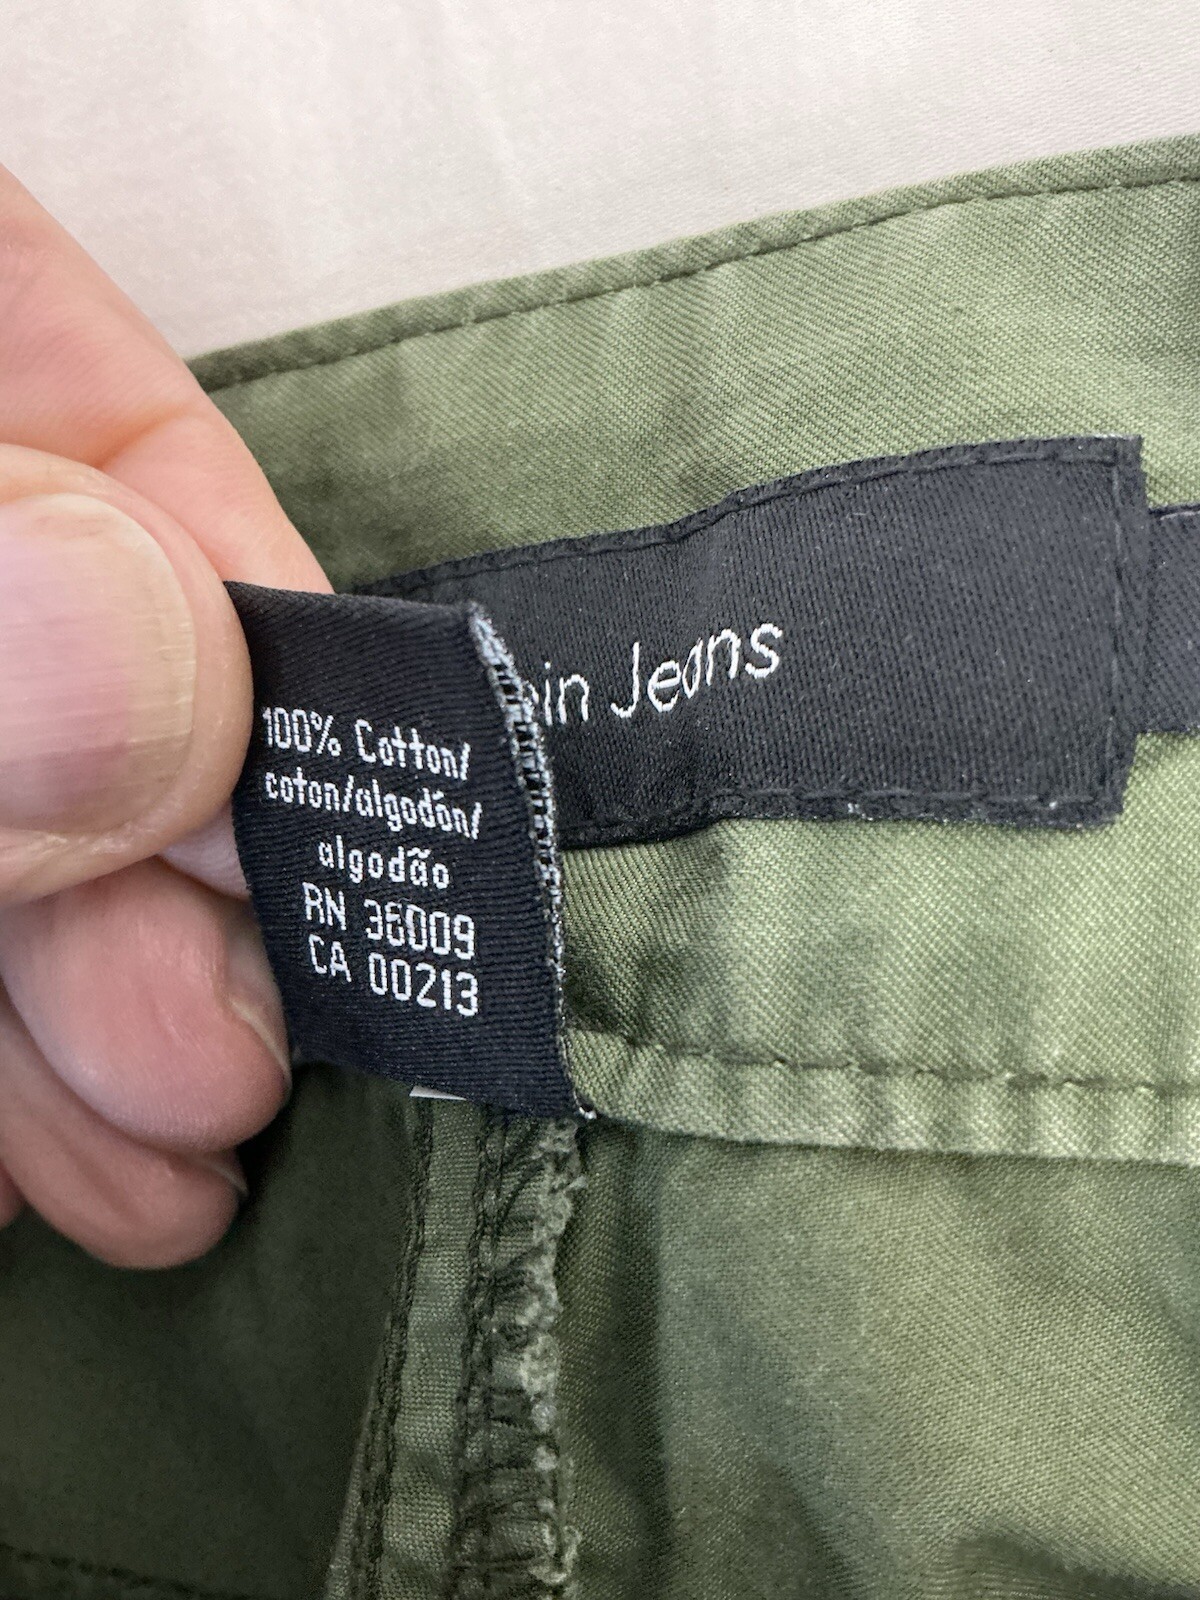 100% Cotton/
coton/algodón/
algodão
RN 36009
CA 00213
in Jeans